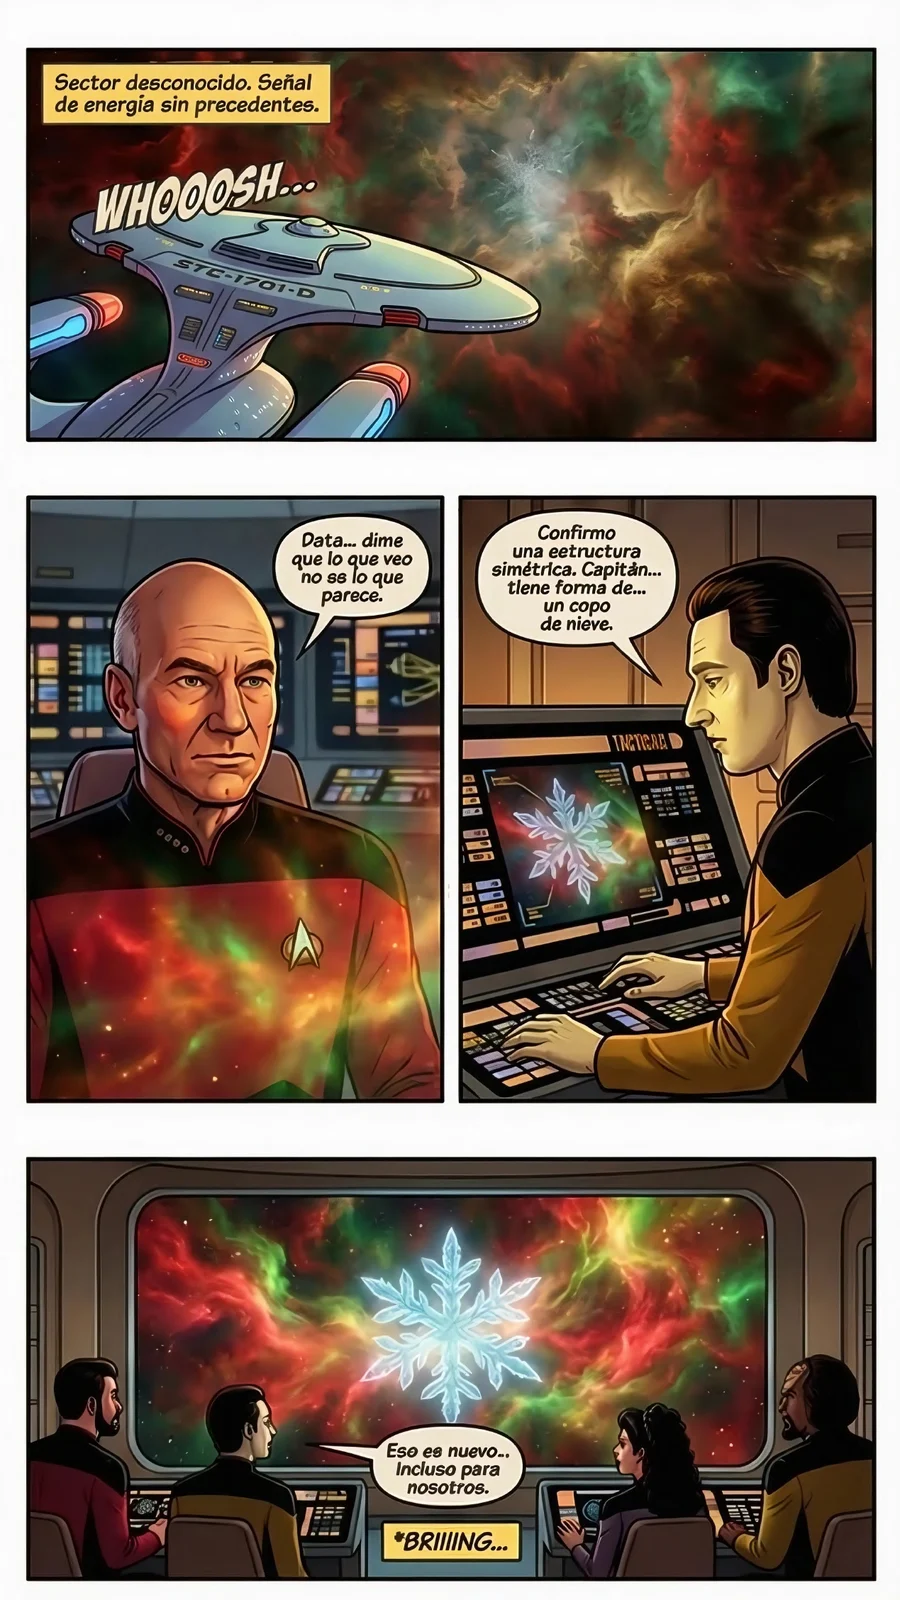 Sector desconocido. Señal
de energia sin precedentes.
WHOOOSH...
S7C-1701-D
Data... dime
que lo que veo
no ss lo que
parece.
Confirmo
una eetructura
simétrica. Capitán...
tlene forma de...
un copo
de nieve.
Eso es nuevo...
Incluso para
nosotros.
*BRIIIING...